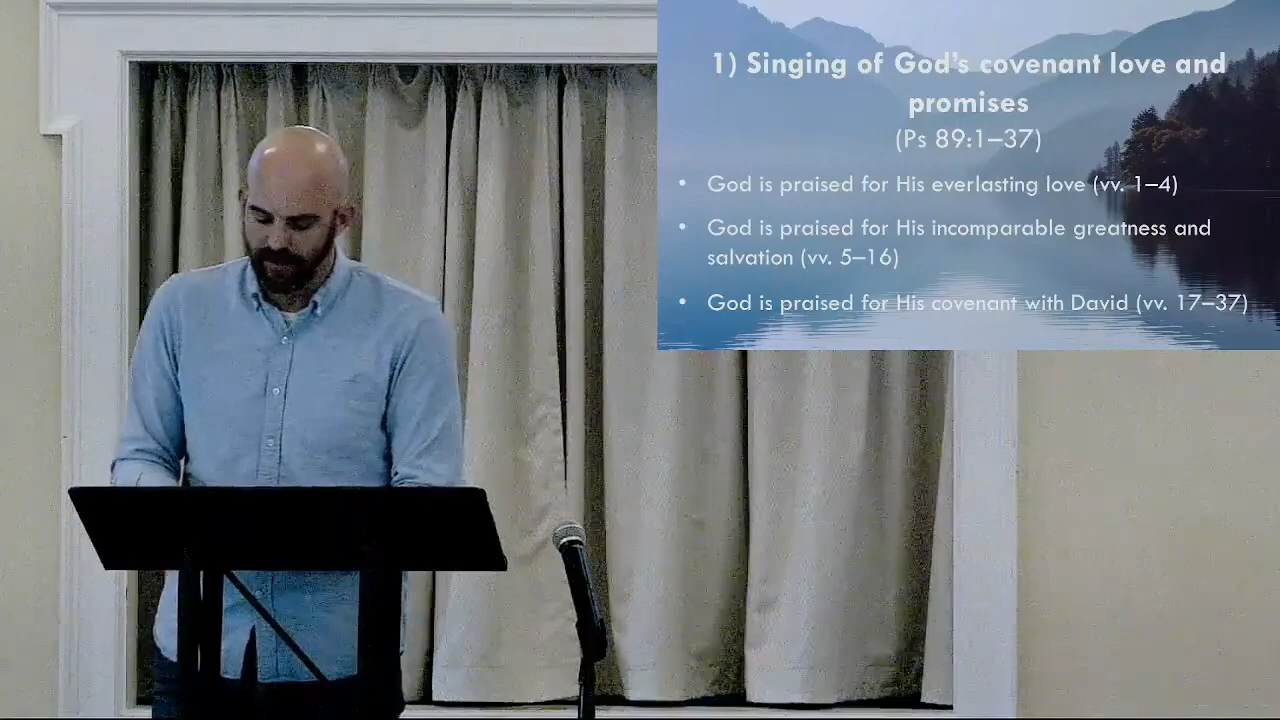 1) Singing of God's covenant love and
promises
(Ps 89:1–37)
• God is praised for His everlasting love (vv. 1–4)
• God is praised for His incomparable greatness and
salvation (vv. 5–16)
• God is praised for His covenant with David (vv. 17–37)